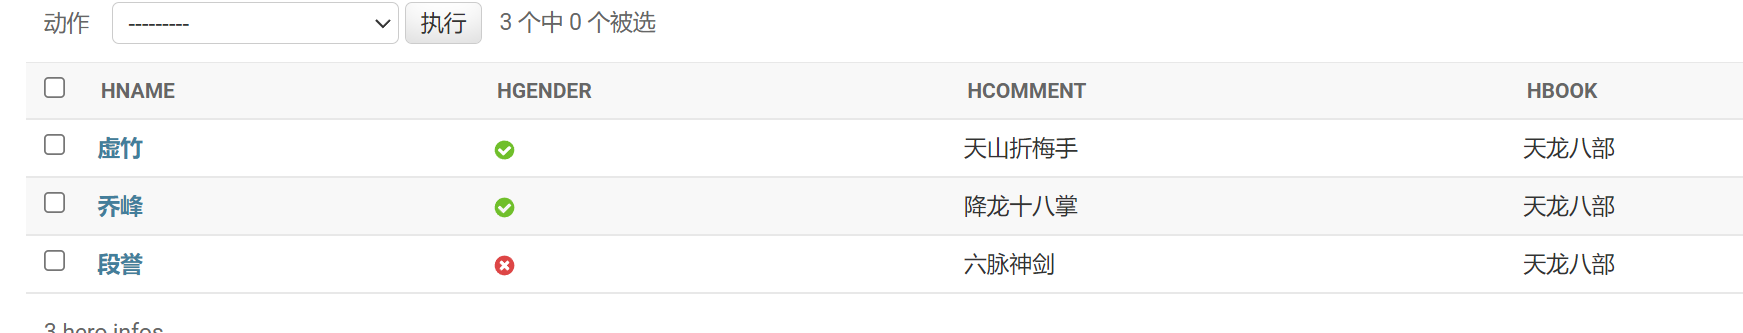 动作 --------- 执行 3 个中 0 个被选
HNAME HGENDER HCOMMENT HBOOK
虚竹 天山折梅手 天龙八部
乔峰 降龙十八掌 天龙八部
段誉 六脉神剑 天龙八部
3 hero infos